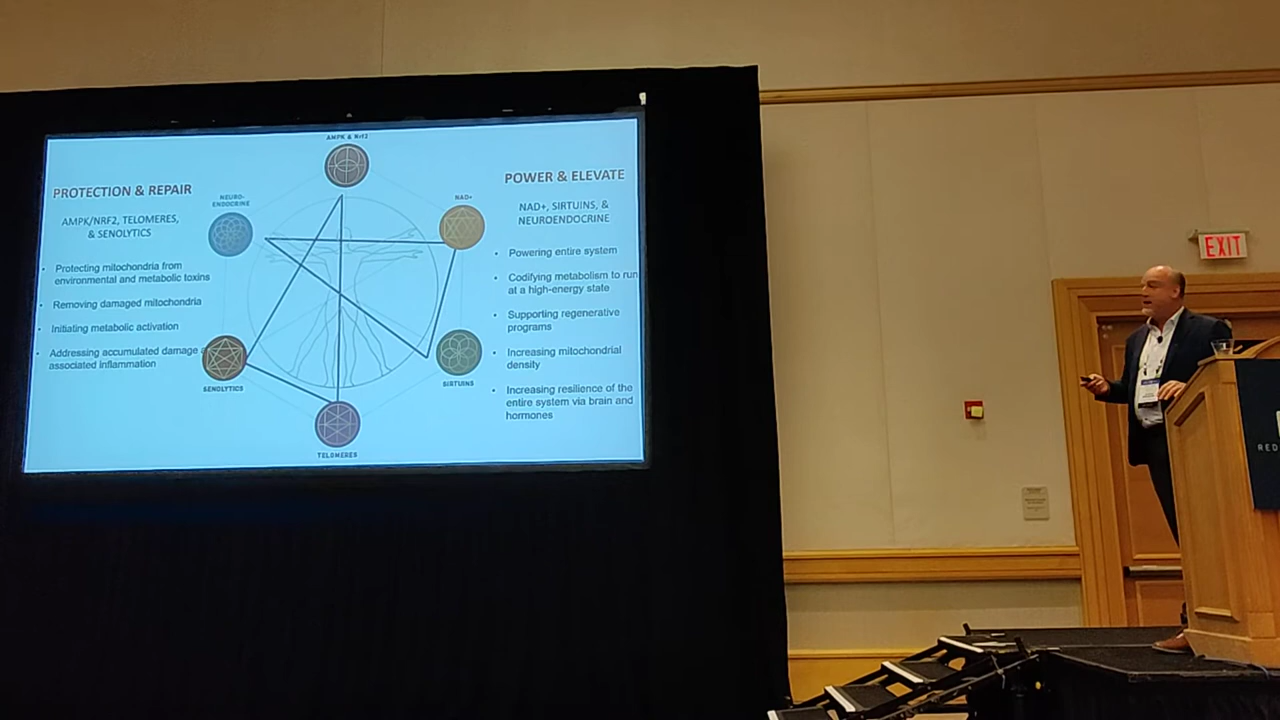 AMPK & Nrf2
PROTECTION & REPAIR
AMPK/NRF2, TELOMERES,
& SENOLYTICS
• Protecting mitochondria from
environmental and metabolic toxins
• Removing damaged mitochondria
• Initiating metabolic activation
• Addressing accumulated damage
associated inflammation
NEURO-
ENDOCRINE
NAD+
SENOLYTICS
SIRTUINS
TELOMERES
POWER & ELEVATE
NAD+, SIRTUINS, &
NEUROENDOCRINE
• Powering entire system
• Codifying metabolism to run
at a high-energy state
• Supporting regenerative
programs
• Increasing mitochondrial
density
• Increasing resilience of the
entire system via brain and
hormones
EXIT
RED